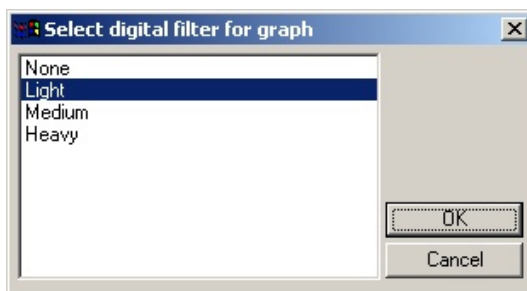 Select digital filter for graph
None
Light
Medium
Heavy
OK
Cancel